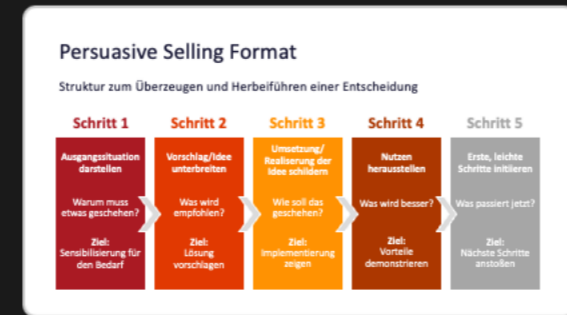 Persuasive Selling Format
Struktur zum Überzeugen und Herbeiführen einer Entscheidung
Schritt 1
Ausgangssituation
darstellen
Warum muss
etwas geschehen?
Ziel:
Sensibilisierung für
den Bedarf
Schritt 2
Vorschlag/Idee
unterbreiten
Was wird
empfohlen?
Ziel:
Lösung
vorschlagen
Schritt 3
Umsetzung/
Realisierung der
Idee schildern
Wie soll das
geschehen?
Ziel:
Implementierung
zeigen
Schritt 4
Nutzen
herausstellen
Was wird besser?
Ziel:
Vorteile
demonstrieren
Schritt 5
Erste, leichte
Schritte initiieren
Was passiert jetzt?
Ziel:
Nächste Schritte
anstoßen